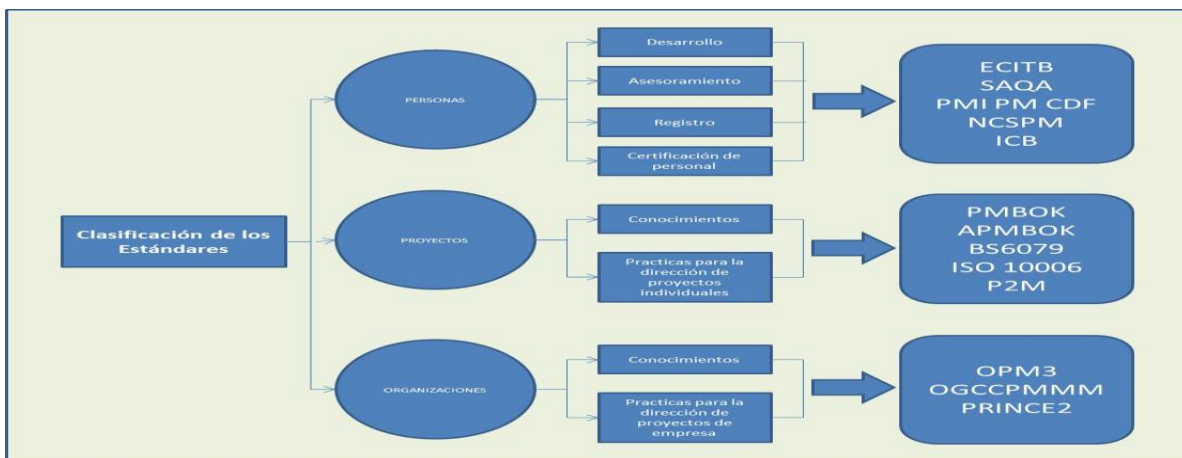 Clasificación de los
Estándares
PERSONAS
Desarrollo
Asesoramiento
Registro
Certificación de
personal
ECITB
SAQA
PMI PM CDF
NCSPM
ICB
PROYECTOS
Conocimientos
Practicas para la
dirección de
proyectos
individuales
PMBOK
APMBOK
BS6079
ISO 10006
P2M
ORGANIZACIONES
Conocimientos
Practicas para la
dirección de
proyectos de
empresa
OPM3
OGCCPMMM
PRINCE2